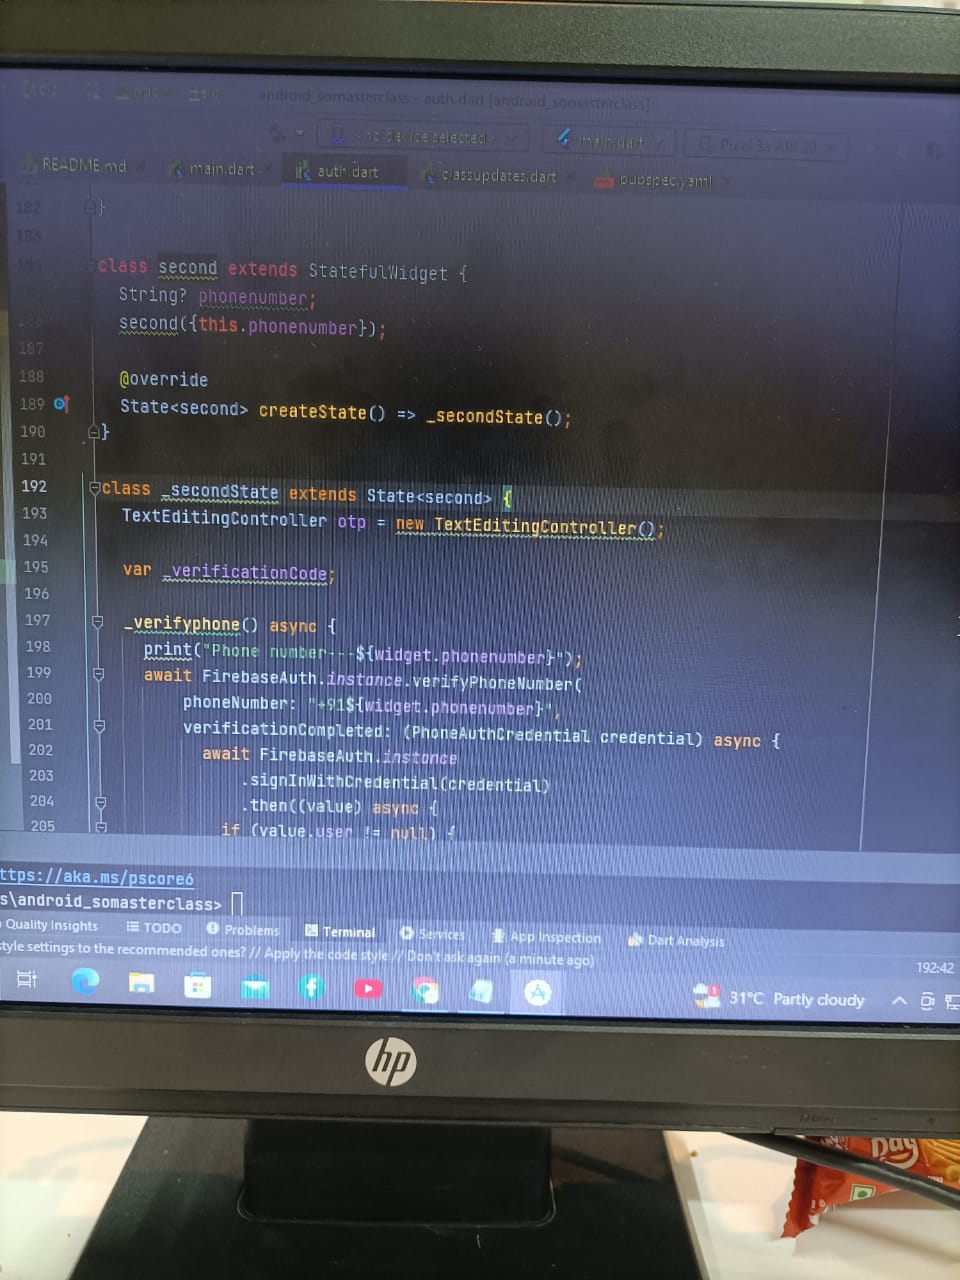 Tools Window Help android_somasterclass - auth.dart [android_somasterclass]
<no device selected> main.dart Pixel 3a API 30
README.md main.dart auth.dart classupdates.dart pubspec.yaml
182 }
183
class second extends StatefulWidget {
String? phonenumber;
second({this.phonenumber});
187
188 @override
189 State<second> createState() => _secondState();
190 }
191
192 class _secondState extends State<second> {
193 TextEditingController otp = new TextEditingController();
194
195 var _verificationCode;
196
197 _verifyphone() async {
198 print("Phone number---${widget.phonenumber}");
199 await FirebaseAuth.instance.verifyPhoneNumber(
200 phoneNumber: "+91${widget.phonenumber}",
201 verificationCompleted: (PhoneAuthCredential credential) async {
202 await FirebaseAuth.instance
203 .signInWithCredential(credential)
204 .then((value) async {
205 if (value.user != null) {
ttps://aka.ms/pscore6
s\android_somasterclass>
Quality Insights TODO Problems Terminal Services App Inspection Dart Analysis
style settings to the recommended ones? // Apply the code style // Don't ask again (a minute ago)
192:42
1 31°C Partly cloudy
hp
Menu - +
Day